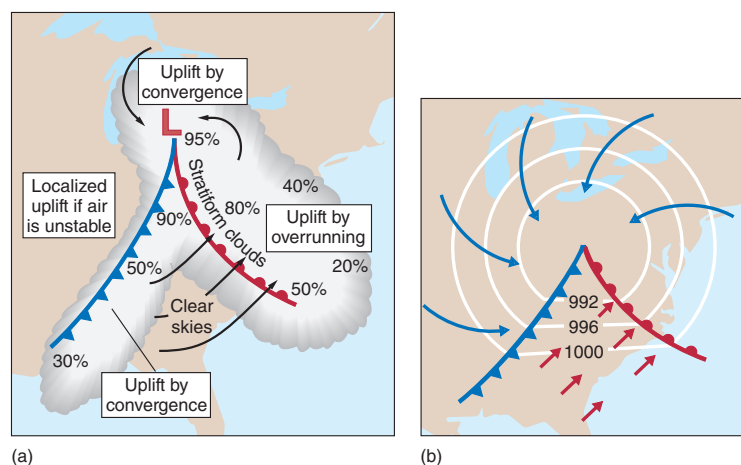 Uplift by
convergence
L
95%
Localized
uplift if air
is unstable
Stratiform clouds
40%
80%
90%
Uplift by
overrunning
20%
50%
50%
Clear
skies
30%
Uplift by
convergence
(a)
992
996
1000
(b)